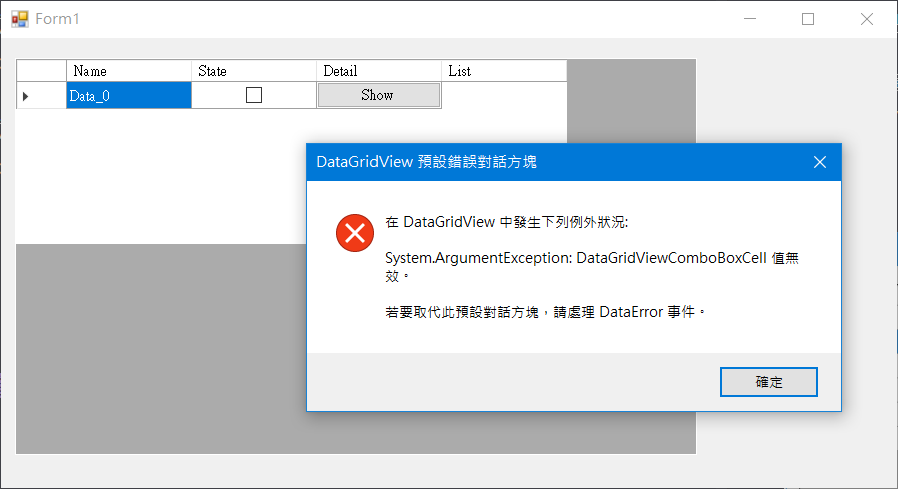 Form1
Name State Detail List
Data_0 Show
DataGridView 預設錯誤對話方塊
在 DataGridView 中發生下列例外狀況:
System.ArgumentException: DataGridViewComboBoxCell 值無
效。
若要取代此預設對話方塊，請處理 DataError 事件。
確定